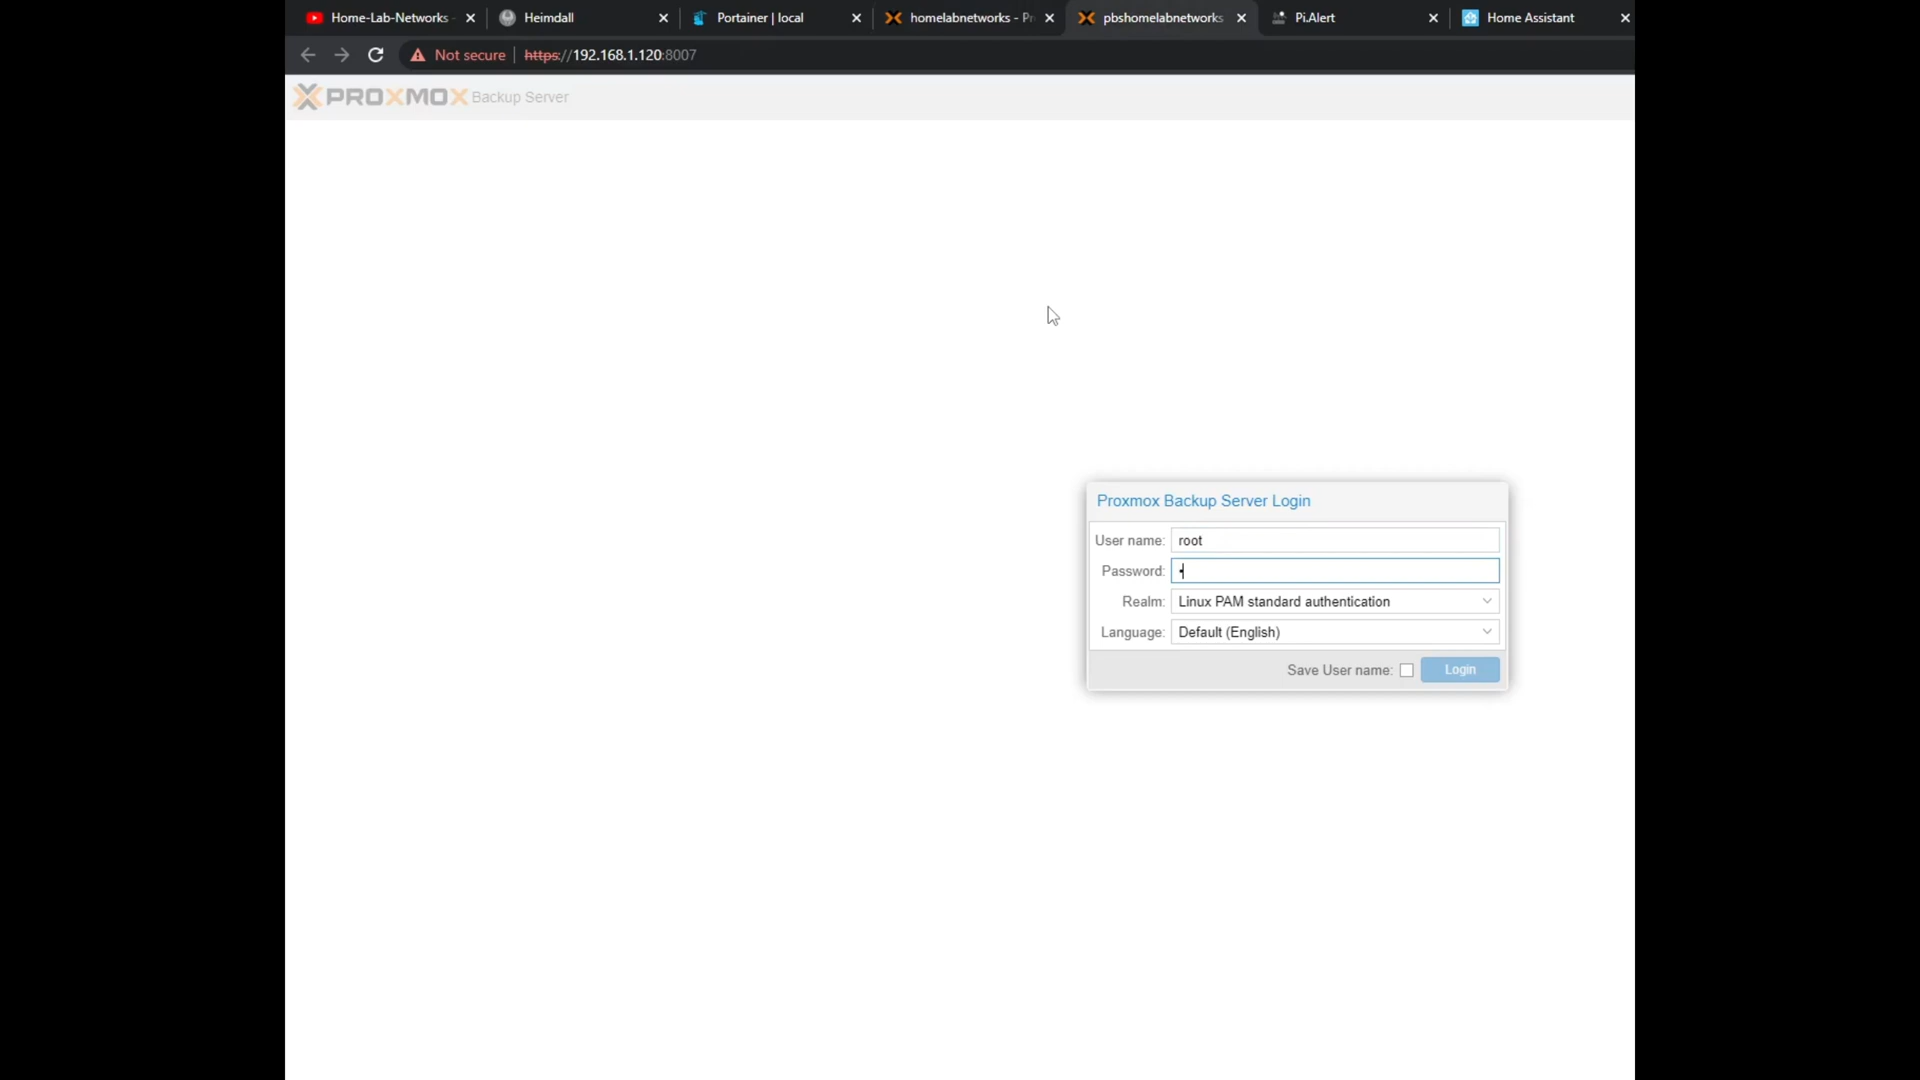 Home-Lab-Networks - Heimdall Portainer | local homelabnetworks - Pr pbshomelabnetworks Pi.Alert Home Assistant
Not secure | https://192.168.1.120:8007
PROXMOX Backup Server
Proxmox Backup Server Login
User name: root
Password: •
Realm: Linux PAM standard authentication
Language: Default (English)
Save User name: Login